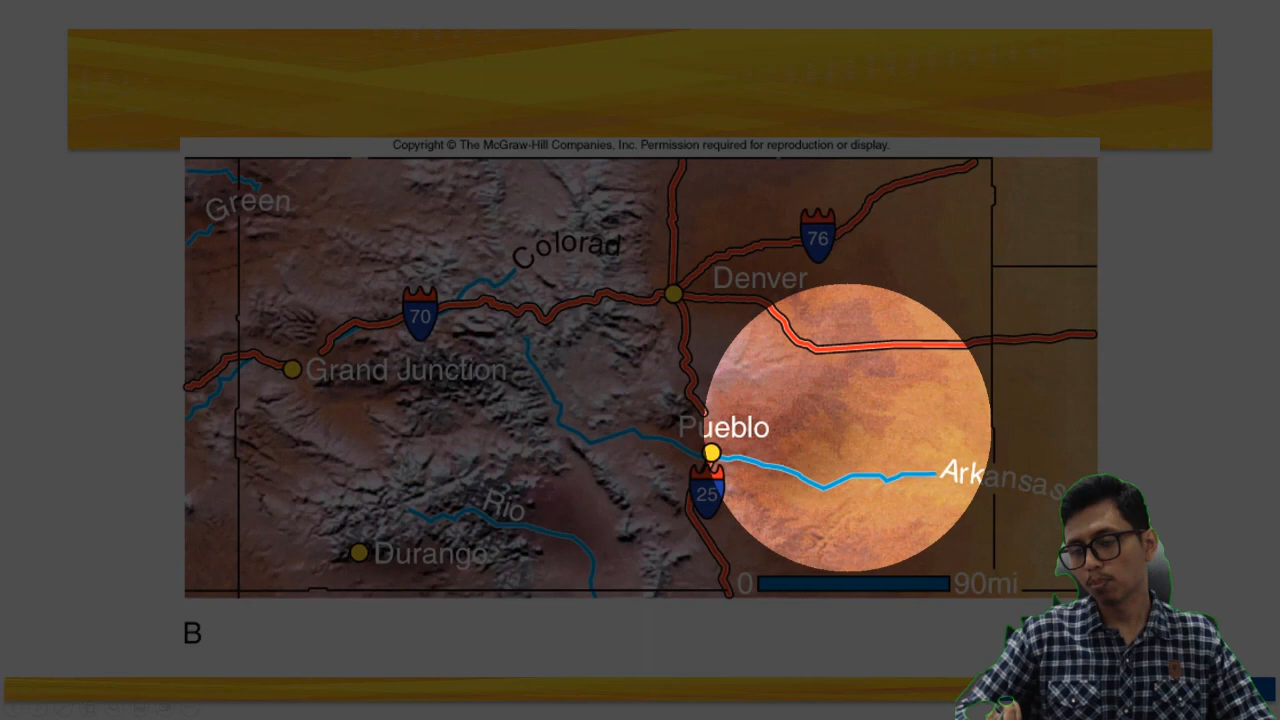 Copyright © The McGraw-Hill Companies, Inc. Permission required for reproduction or display.
Green
Colorad
76
Denver
70
Grand Junction
Pueblo
Arkansas
25
Rio
Durango
0 90mi
B